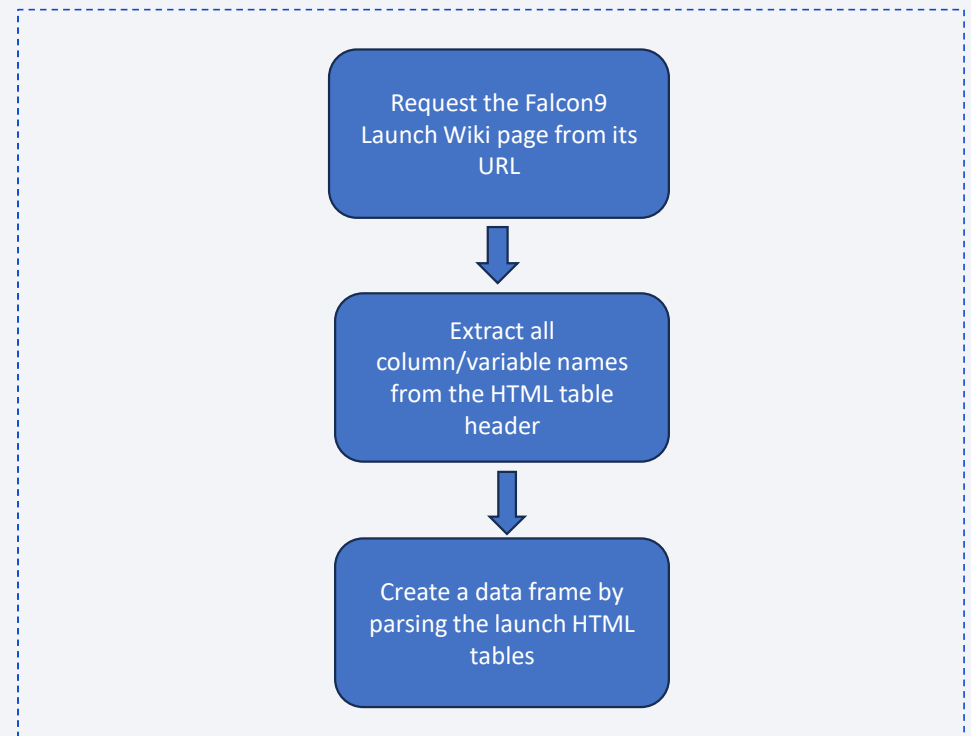 Request the Falcon9
Launch Wiki page from its
URL
Extract all
column/variable names
from the HTML table
header
Create a data frame by
parsing the launch HTML
tables